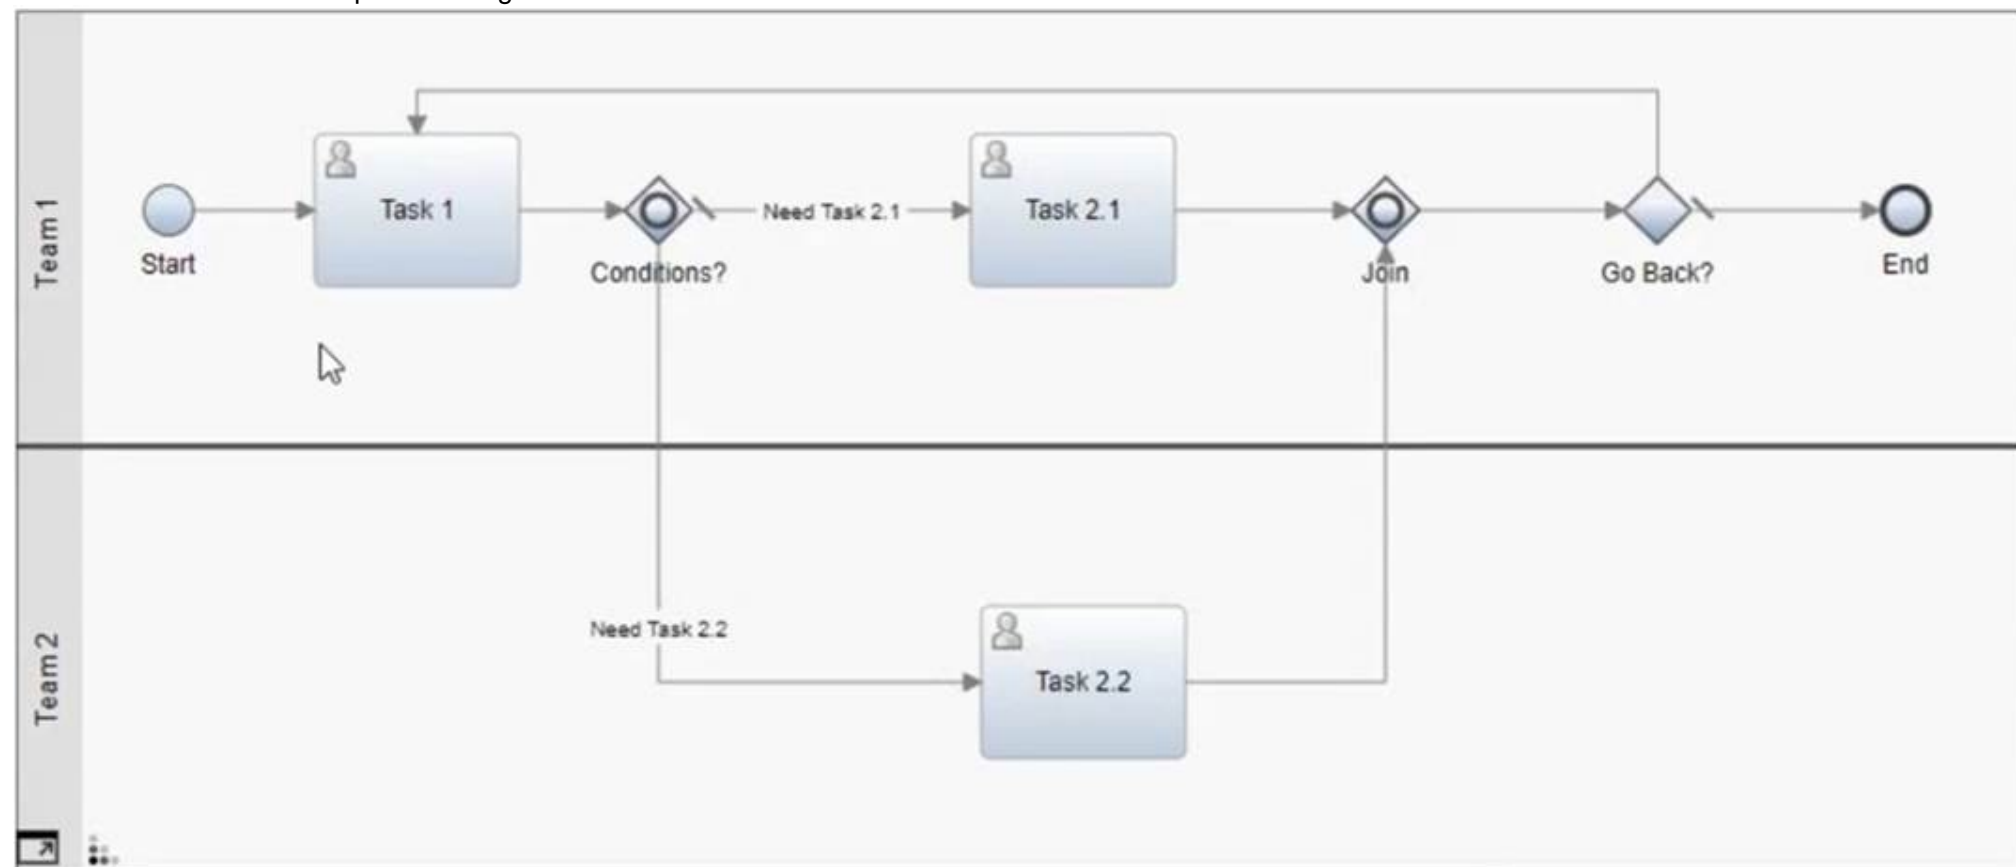 Team 1
Start
Task 1
Conditions?
Need Task 2.1
Task 2.1
Join
Go Back?
End
Team 2
Need Task 2.2
Task 2.2